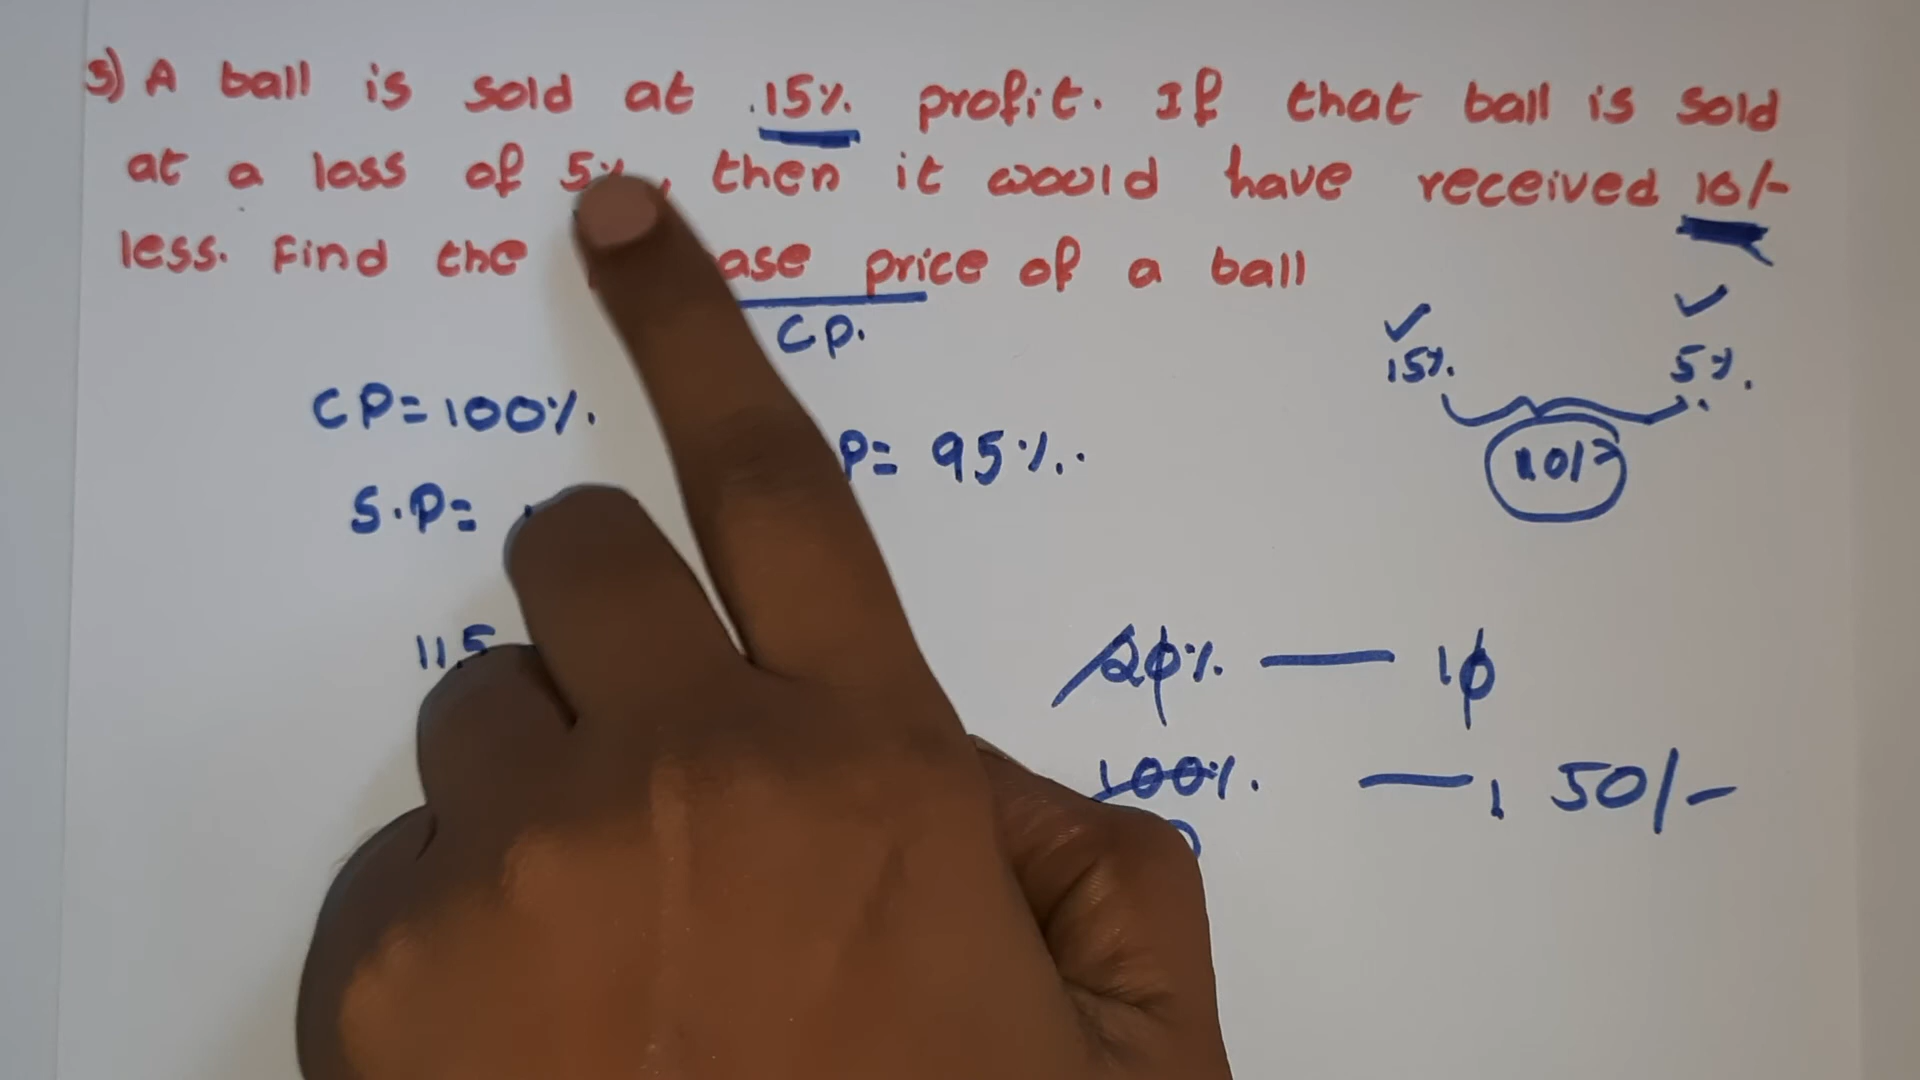 3) A ball is sold at 15%. profit. If that ball is sold
at a loss of 5%, then it would have received 10/-
less. Find the price of a ball
CP.
15%. 5%.
CP=100%.
P= 95%.
S.P=
115
20% — 10
100%. — 50/-